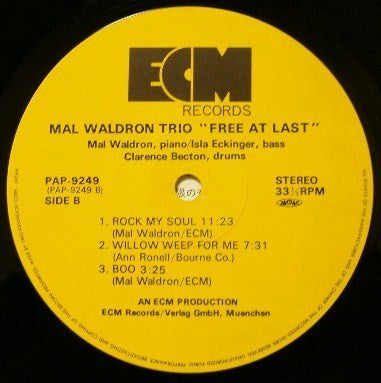 ECM
RECORDS
MAL WALDRON TRIO "FREE AT LAST"
Mal Waldron, piano/Isla Eckinger, bass
Clarence Becton, drums
PAP-9249
(PAP-9249 B)
SIDE B
STEREO
33⅓RPM
1. ROCK MY SOUL 11:23
(Mal Waldron/ECM)
2. WILLOW WEEP FOR ME 7:31
(Ann Ronell/Bourne Co.)
3. BOO 3:25
(Mal Waldron/ECM)
AN ECM PRODUCTION
ECM Records/Verlag GmbH, Muenchen